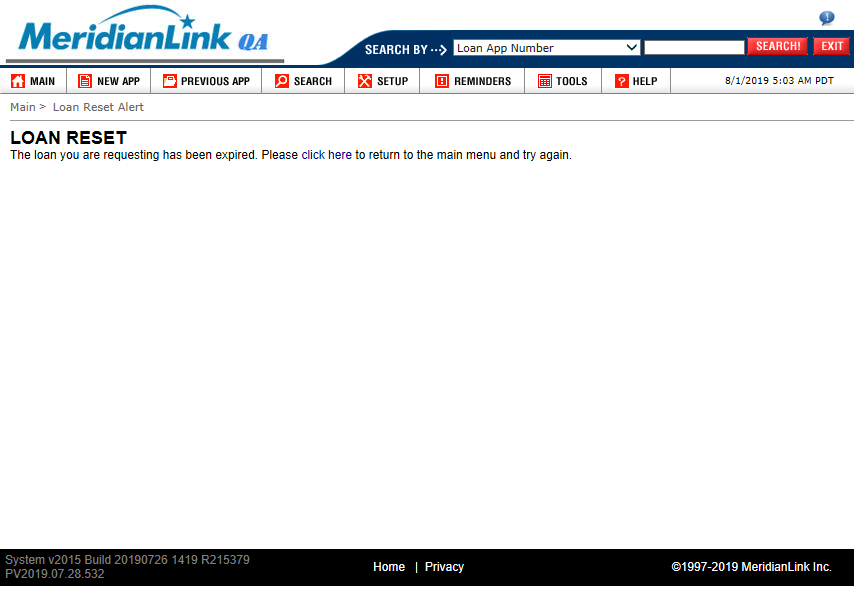 MeridianLink QA
SEARCH BY Loan App Number SEARCH! EXIT
MAIN NEW APP PREVIOUS APP SEARCH SETUP REMINDERS TOOLS HELP 8/1/2019 5:03 AM PDT
Main > Loan Reset Alert
LOAN RESET
The loan you are requesting has been expired. Please click here to return to the main menu and try again.
System v2015 Build 20190726 1419 R215379
PV2019.07.28.532
Home | Privacy
©1997-2019 MeridianLink Inc.